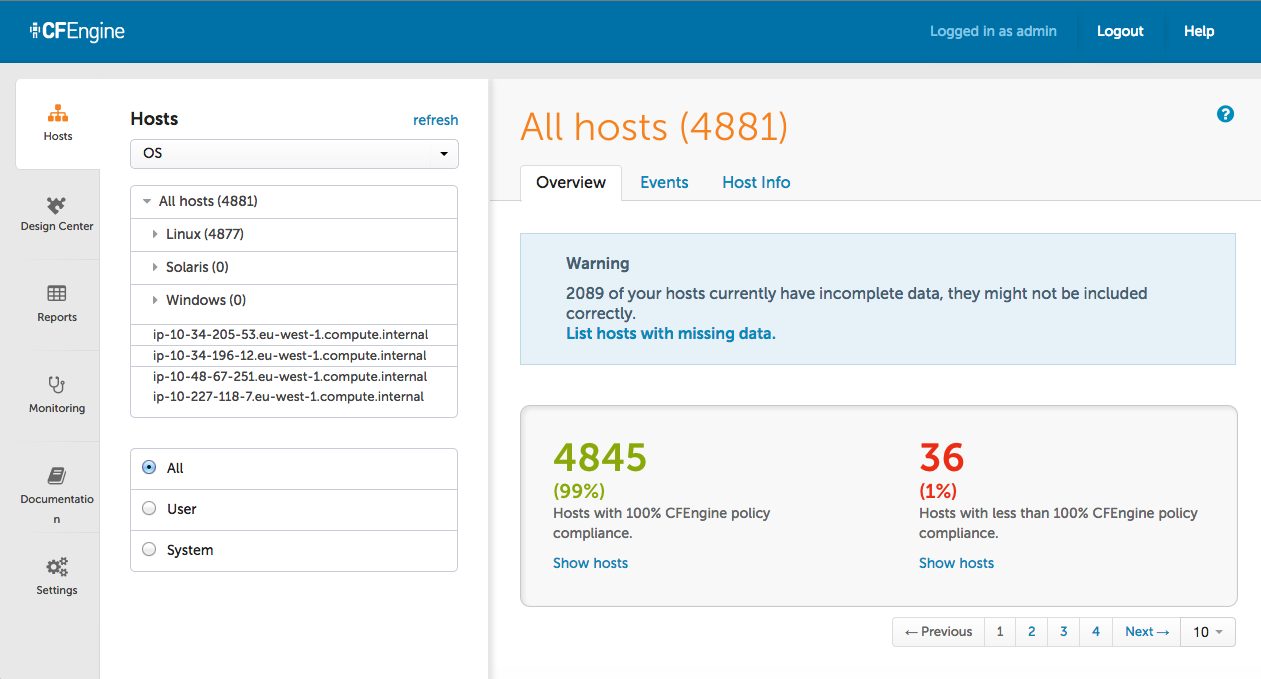 CFEngine
Logged in as admin
Logout
Help
Hosts
Design Center
Reports
Monitoring
Documentatio
n
Settings
Hosts
refresh
OS
All hosts (4881)
Linux (4877)
Solaris (0)
Windows (0)
ip-10-34-205-53.eu-west-1.compute.internal
ip-10-34-196-12.eu-west-1.compute.internal
ip-10-48-67-251.eu-west-1.compute.internal
ip-10-227-118-7.eu-west-1.compute.internal
All
User
System
All hosts (4881)
?
Overview
Events
Host Info
Warning
2089 of your hosts currently have incomplete data, they might not be included
correctly.
List hosts with missing data.
4845
(99%)
Hosts with 100% CFEngine policy
compliance.
Show hosts
36
(1%)
Hosts with less than 100% CFEngine policy
compliance.
Show hosts
← Previous
1
2
3
4
Next →
10